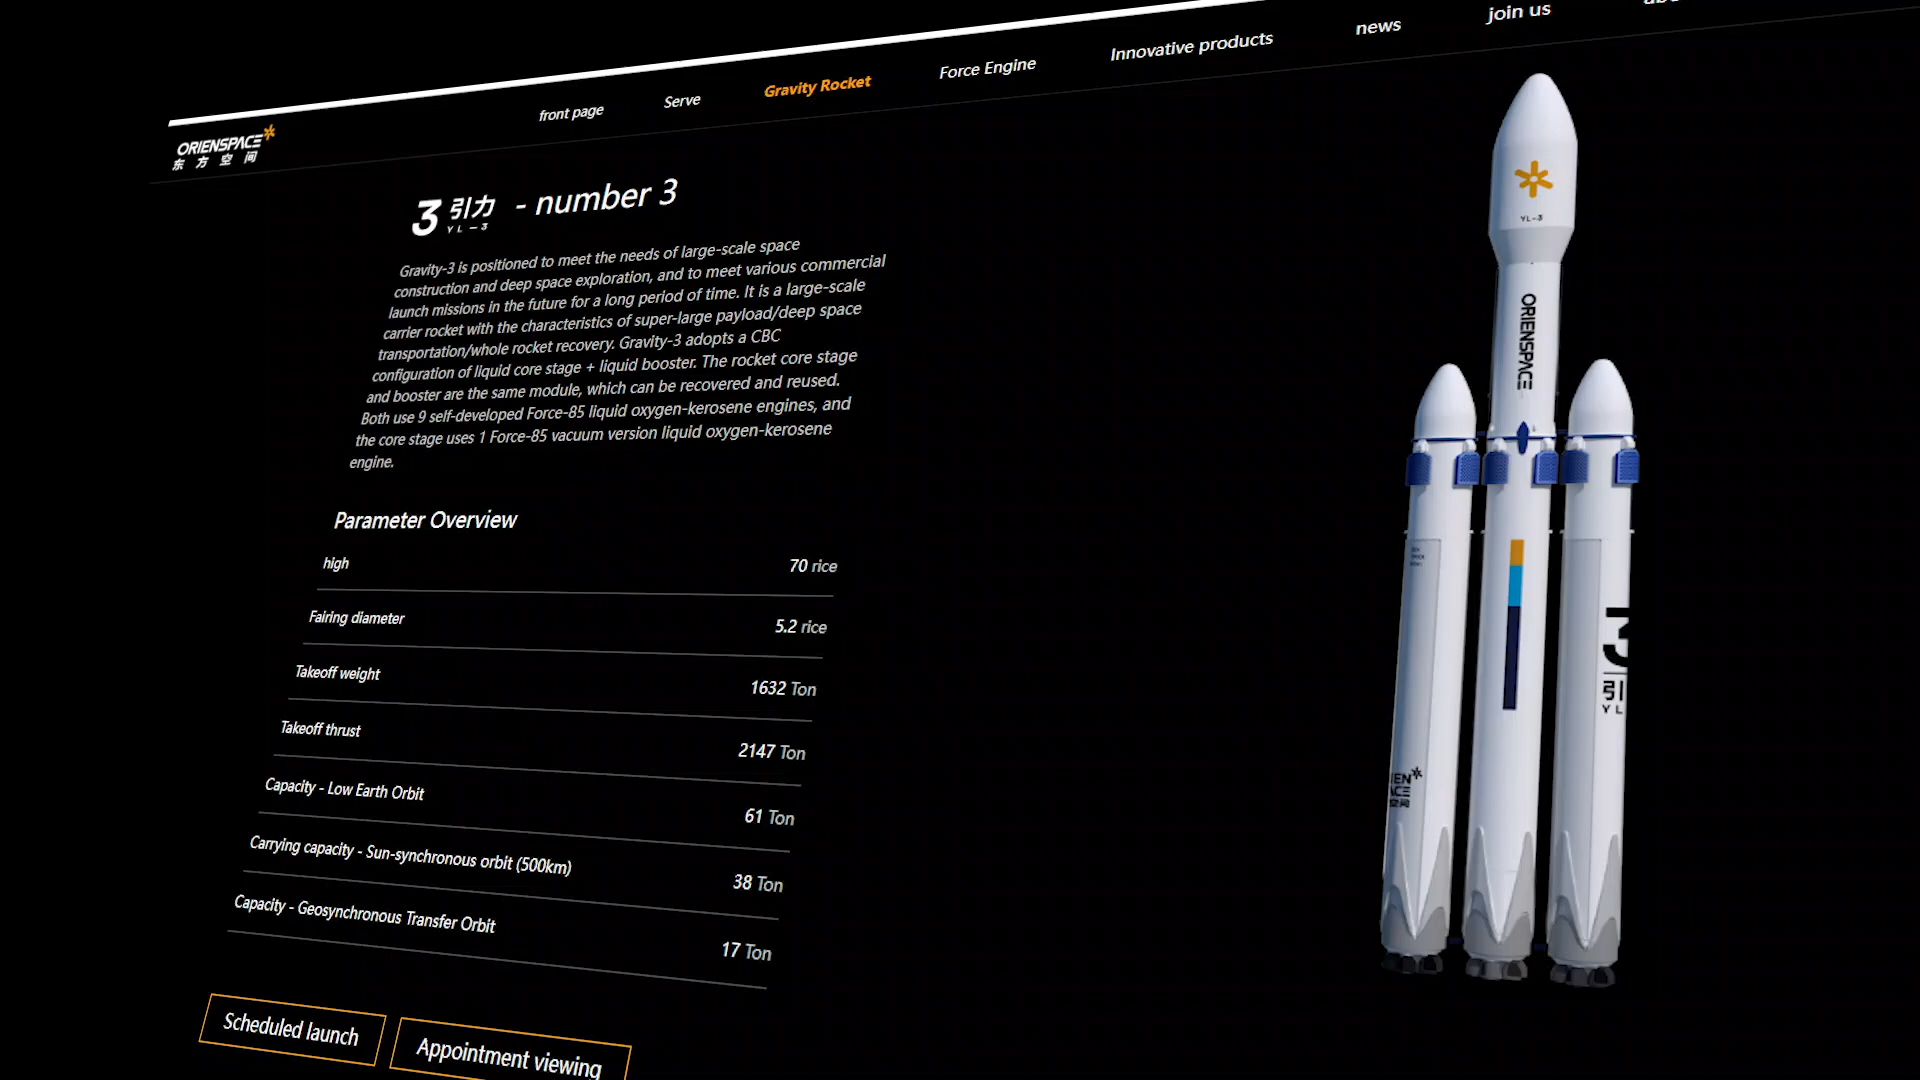 front page
Serve
Gravity Rocket
Force Engine
Innovative products
news
join us
ORIENSPACE
东方空间
3 引力 - number 3
YL-3
Gravity-3 is positioned to meet the needs of large-scale space
construction and deep space exploration, and to meet various commercial
launch missions in the future for a long period of time. It is a large-scale
carrier rocket with the characteristics of super-large payload/deep space
transportation/whole rocket recovery. Gravity-3 adopts a CBC
configuration of liquid core stage + liquid booster. The rocket core stage
and booster are the same module, which can be recovered and reused.
Both use 9 self-developed Force-85 liquid oxygen-kerosene engines, and
the core stage uses 1 Force-85 vacuum version liquid oxygen-kerosene
engine.
Parameter Overview
high 70 rice
Fairing diameter 5.2 rice
Takeoff weight 1632 Ton
Takeoff thrust 2147 Ton
Capacity - Low Earth Orbit 61 Ton
Carrying capacity - Sun-synchronous orbit (500km) 38 Ton
Capacity - Geosynchronous Transfer Orbit 17 Ton
Scheduled launch
Appointment viewing
YL-3
ORIENSPACE
3
引
YL
IEN
ACE
空间